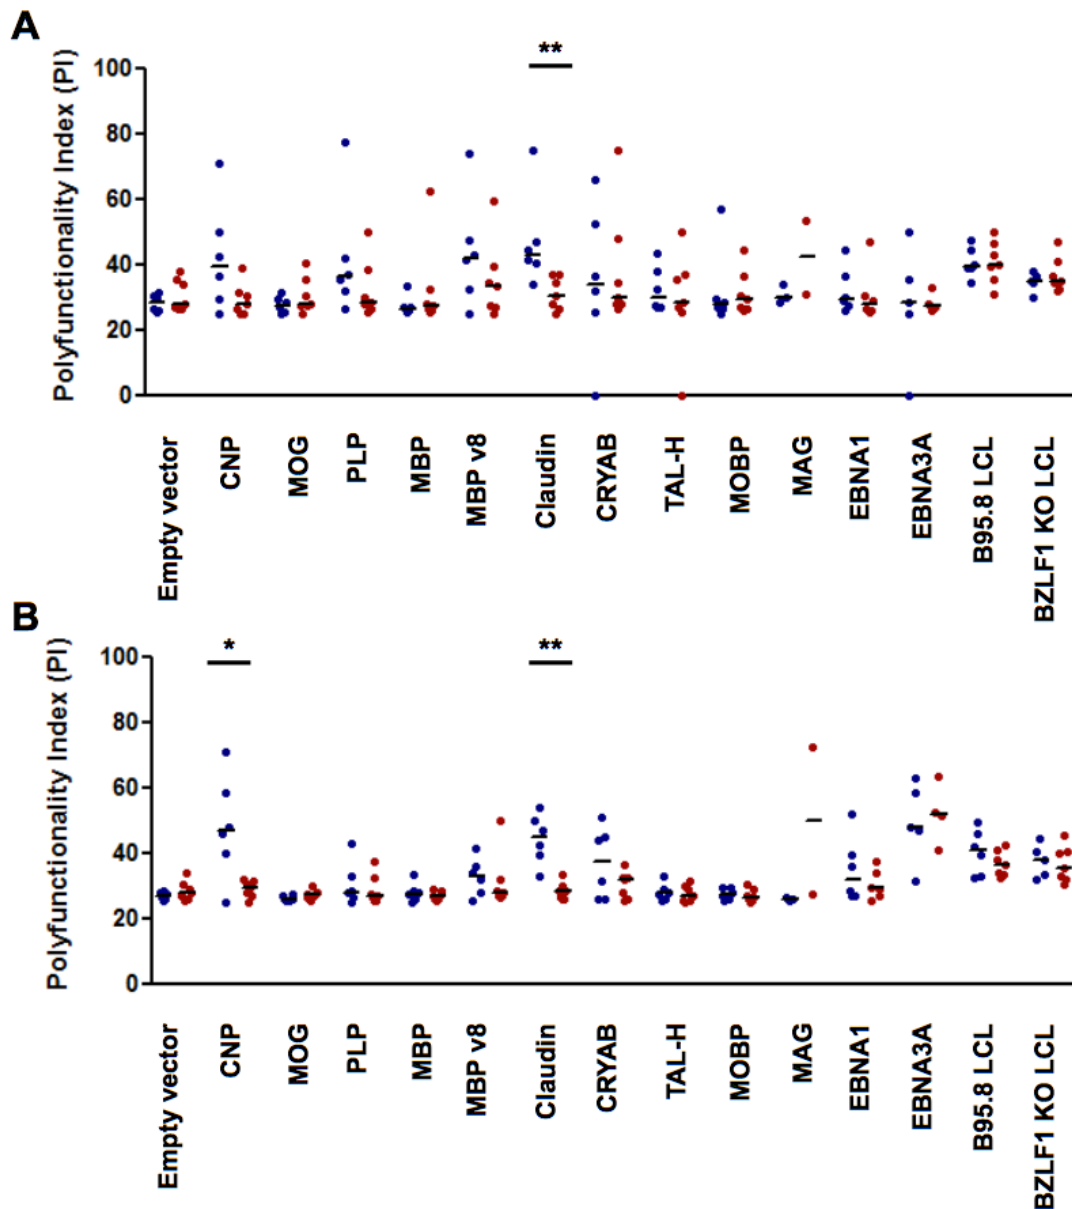 A
**
Polyfunctionality Index (PI)
100
80
60
40
20
0
Empty vector
CNP
MOG
PLP
MBP
MBP v8
Claudin
CRYAB
TAL-H
MOBP
MAG
EBNA1
EBNA3A
B95.8 LCL
BZLF1 KO LCL
B
*
**
Polyfunctionality Index (PI)
100
80
60
40
20
0
Empty vector
CNP
MOG
PLP
MBP
MBP v8
Claudin
CRYAB
TAL-H
MOBP
MAG
EBNA1
EBNA3A
B95.8 LCL
BZLF1 KO LCL